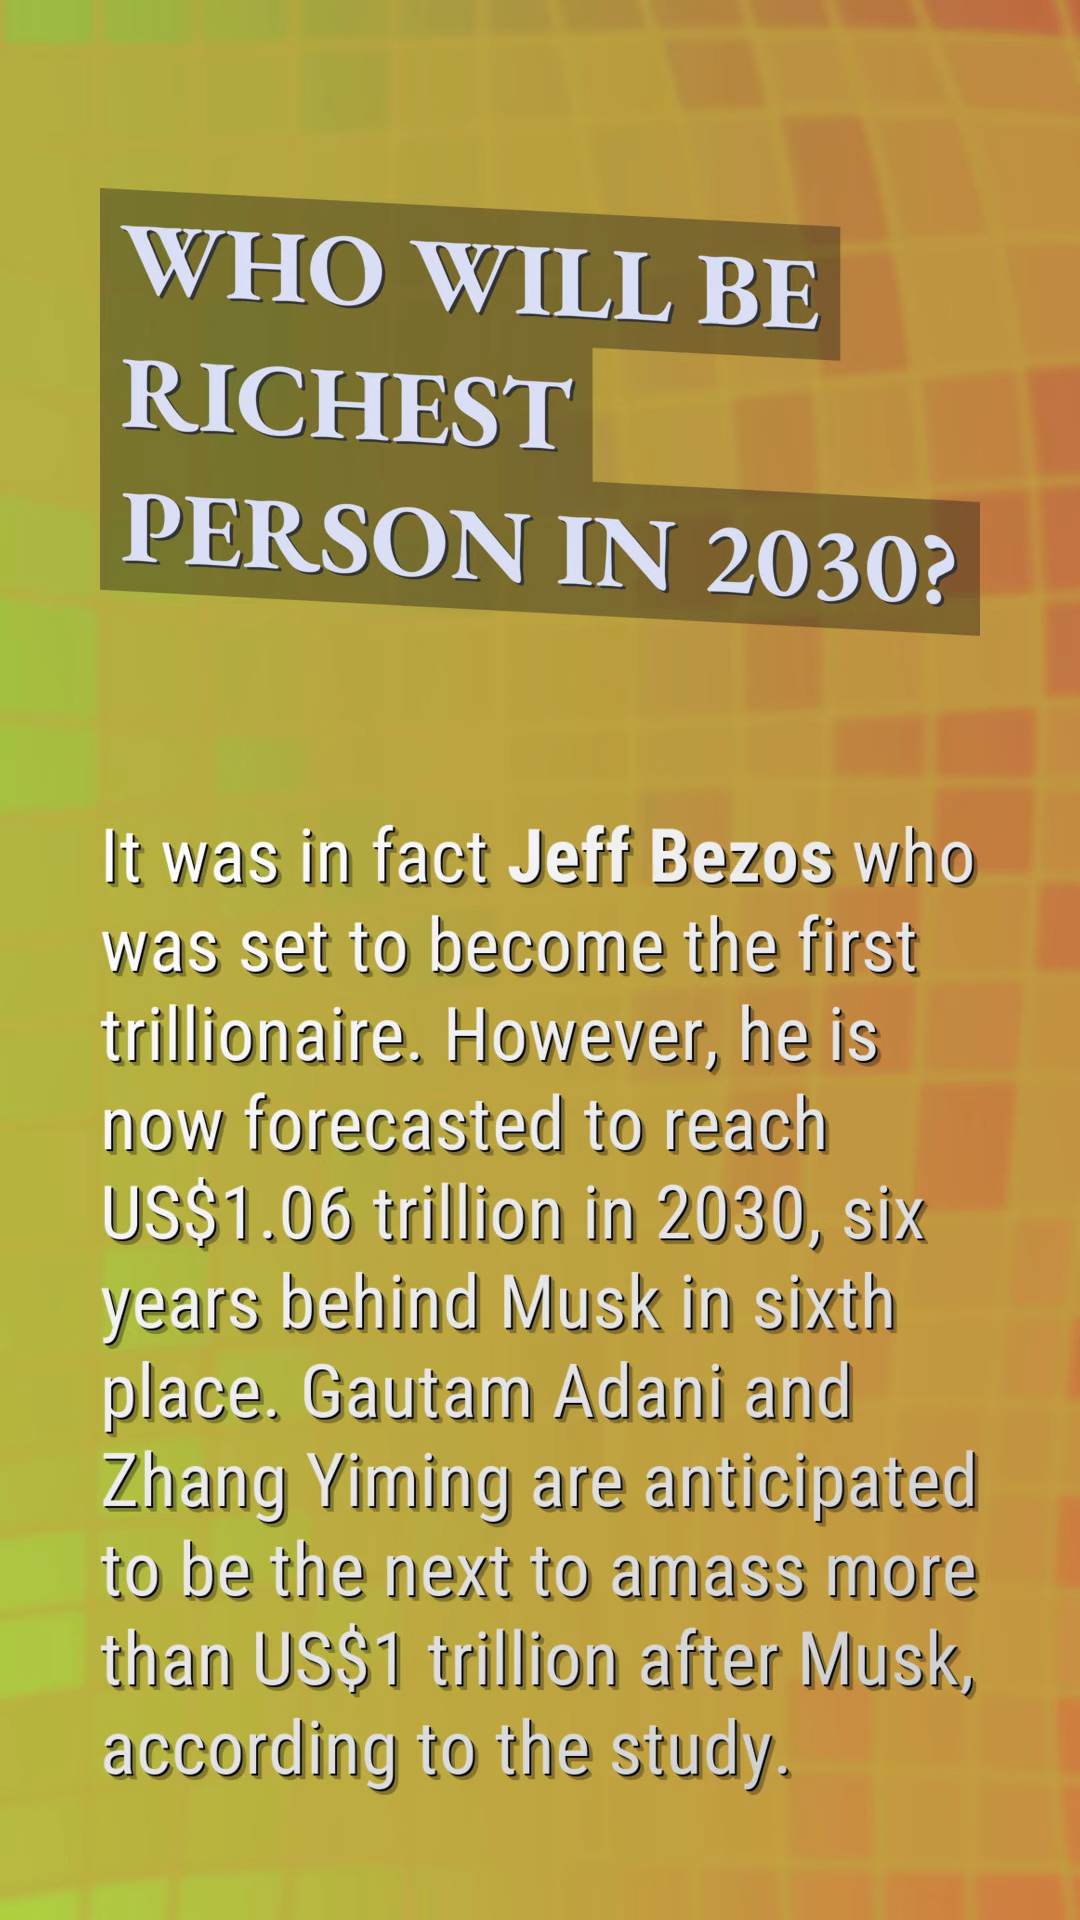 WHO WILL BE
RICHEST
PERSON IN 2030?
It was in fact Jeff Bezos who
was set to become the first
trillionaire. However, he is
now forecasted to reach
US$1.06 trillion in 2030, six
years behind Musk in sixth
place. Gautam Adani and
Zhang Yiming are anticipated
to be the next to amass more
than US$1 trillion after Musk,
according to the study.